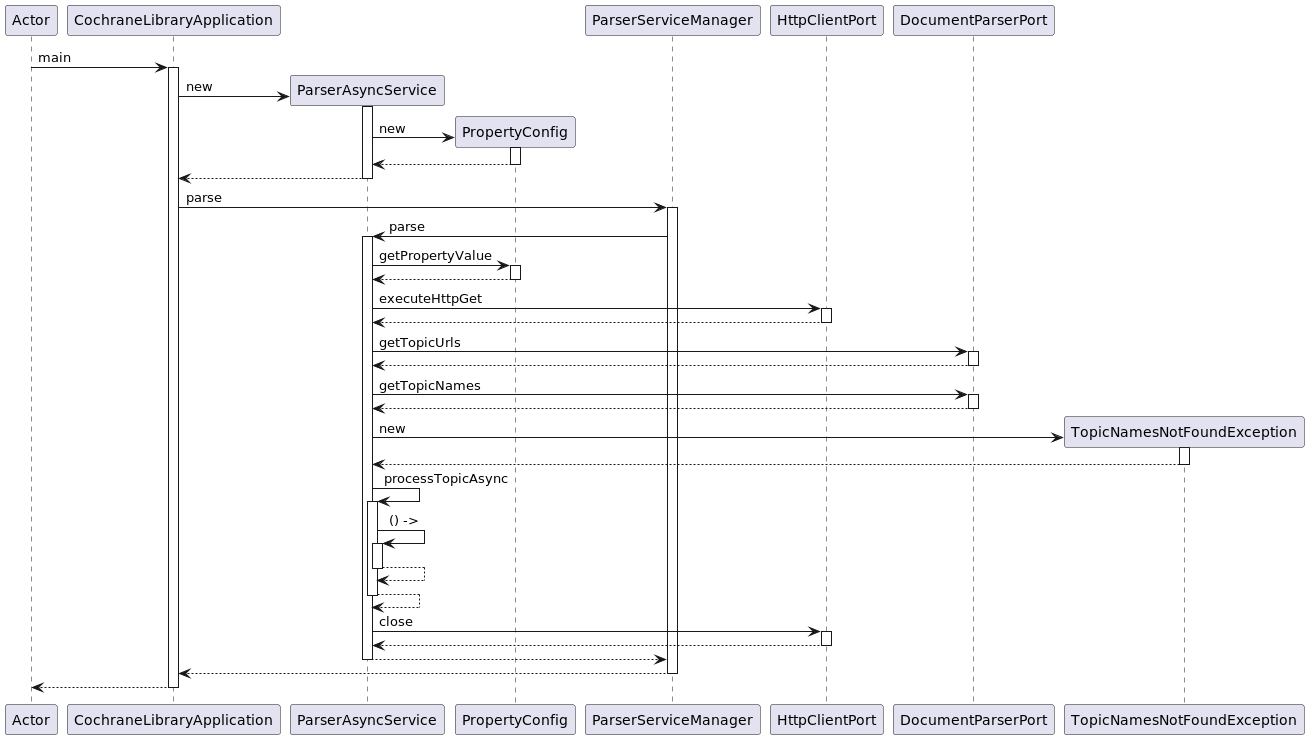 Actor
CochraneLibraryApplication
ParserServiceManager
HttpClientPort
DocumentParserPort
main
new
ParserAsyncService
new
PropertyConfig
parse
parse
getPropertyValue
executeHttpGet
getTopicUrls
getTopicNames
new
TopicNamesNotFoundException
processTopicAsync
() ->
close
Actor
CochraneLibraryApplication
ParserAsyncService
PropertyConfig
ParserServiceManager
HttpClientPort
DocumentParserPort
TopicNamesNotFoundException